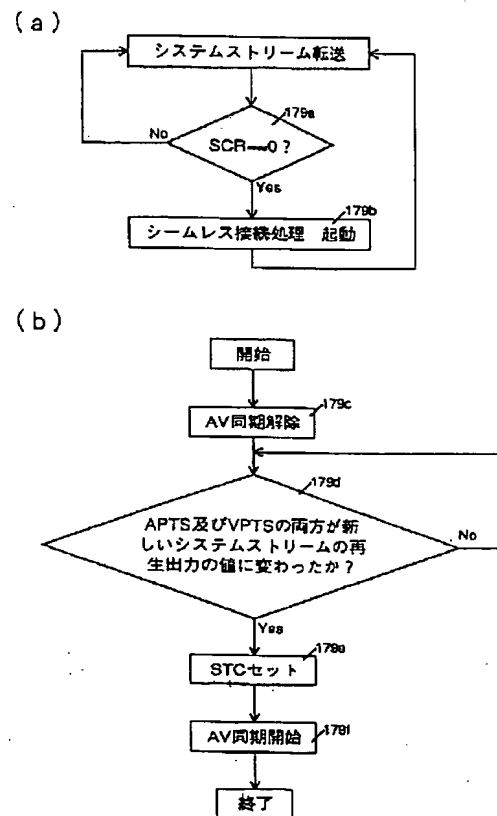 (a)
システムストリーム転送
179a
No
SCR==0?
Yes
179b
シームレス接続処理 起動
(b)
開始
179c
AV同期解除
179d
APTS及びVPTSの両方が新
しいシステムストリームの再
生出力の値に変わったか？
No
Yes
179e
STCセット
179f
AV同期開始
終了